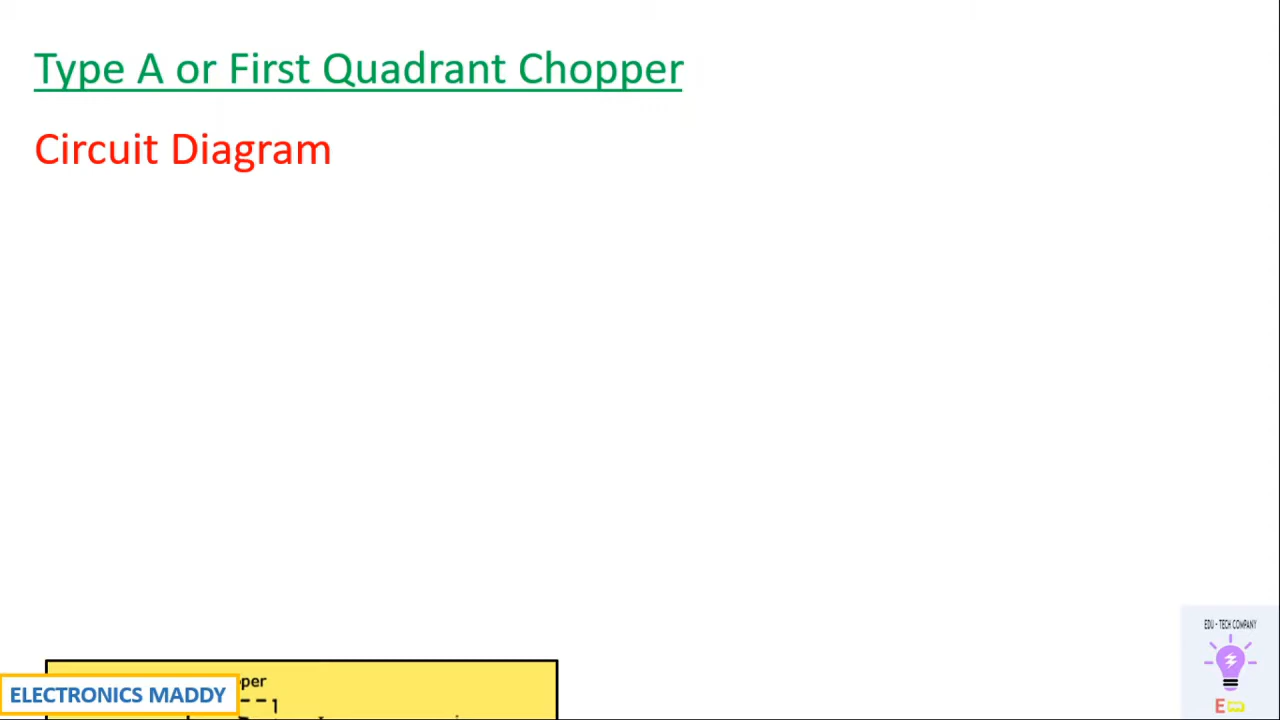 Type A or First Quadrant Chopper
Circuit Diagram
EDU - TECH COMPANY
ELECTRONICS MADDY